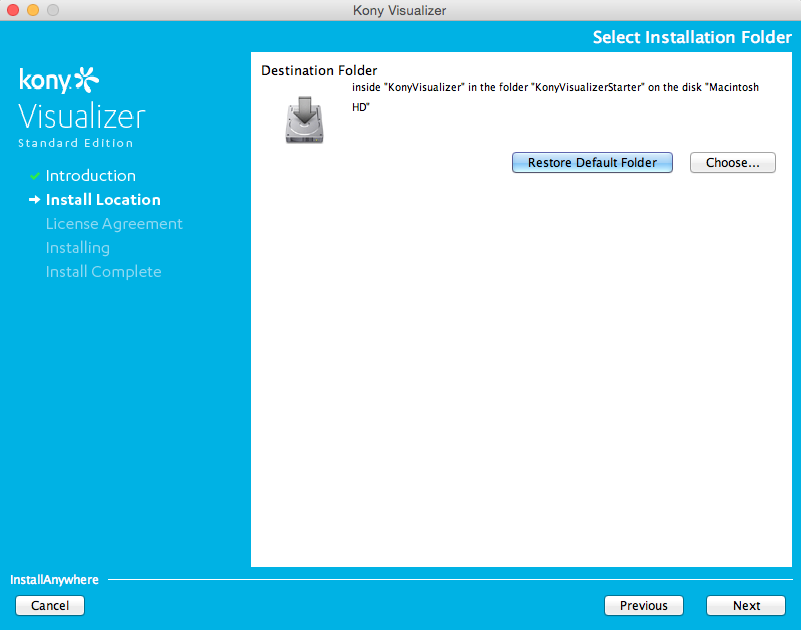 Kony Visualizer
Select Installation Folder
kony
Visualizer
Standard Edition
Introduction
Install Location
License Agreement
Installing
Install Complete
Destination Folder
inside "KonyVisualizer" in the folder "KonyVisualizerStarter" on the disk "Macintosh
HD"
Restore Default Folder
Choose...
InstallAnywhere
Cancel
Previous
Next